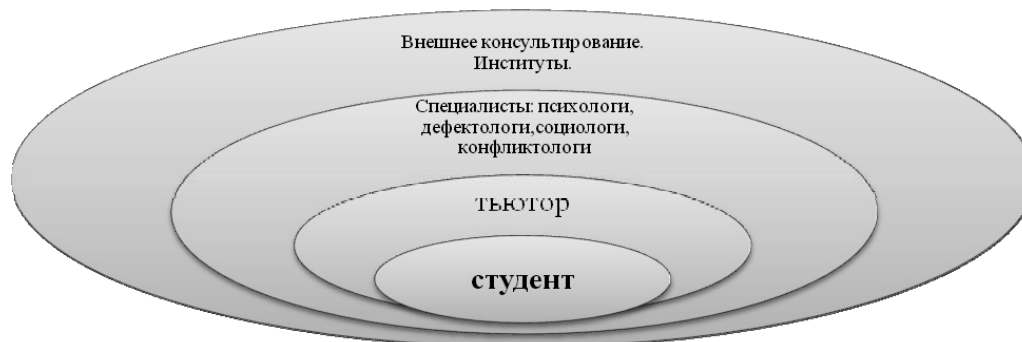 Внешнее консультирование.
Институты.
Специалисты: психологи,
дефектологи,социологи,
конфликтологи
тьютор
студент